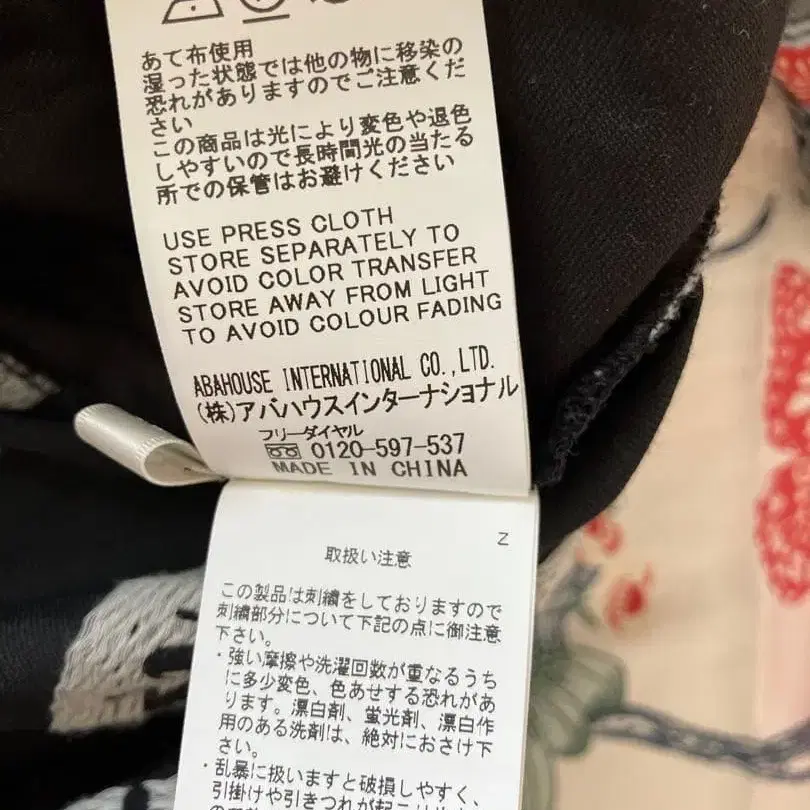 あて布使用
湿った状態では他の物に移染の
恐れがありますのでご注意くだ
さい
この商品は光により変色や退色
しやすいので長時間光の当たる
所での保管はお避けください
USE PRESS CLOTH
STORE SEPARATELY TO
AVOID COLOR TRANSFER
STORE AWAY FROM LIGHT
TO AVOID COLOUR FADING
ABAHOUSE INTERNATIONAL CO.,LTD.
(株)アバハウスインターナショナル
フリーダイヤル
0120-597-537
MADE IN CHINA
Z
取扱い注意
この製品は刺繍をしておりますので
刺繍部分について下記の点に御注意
下さい。
・強い摩擦や洗濯回数が重なるうち
に多少変色、色あせする恐れがあ
ります。漂白剤、蛍光剤、漂白作
用のある洗剤は、絶対におさけ下
さい。
・乱暴に扱いますと破損しやすく、
引掛けや引きつれが起こり